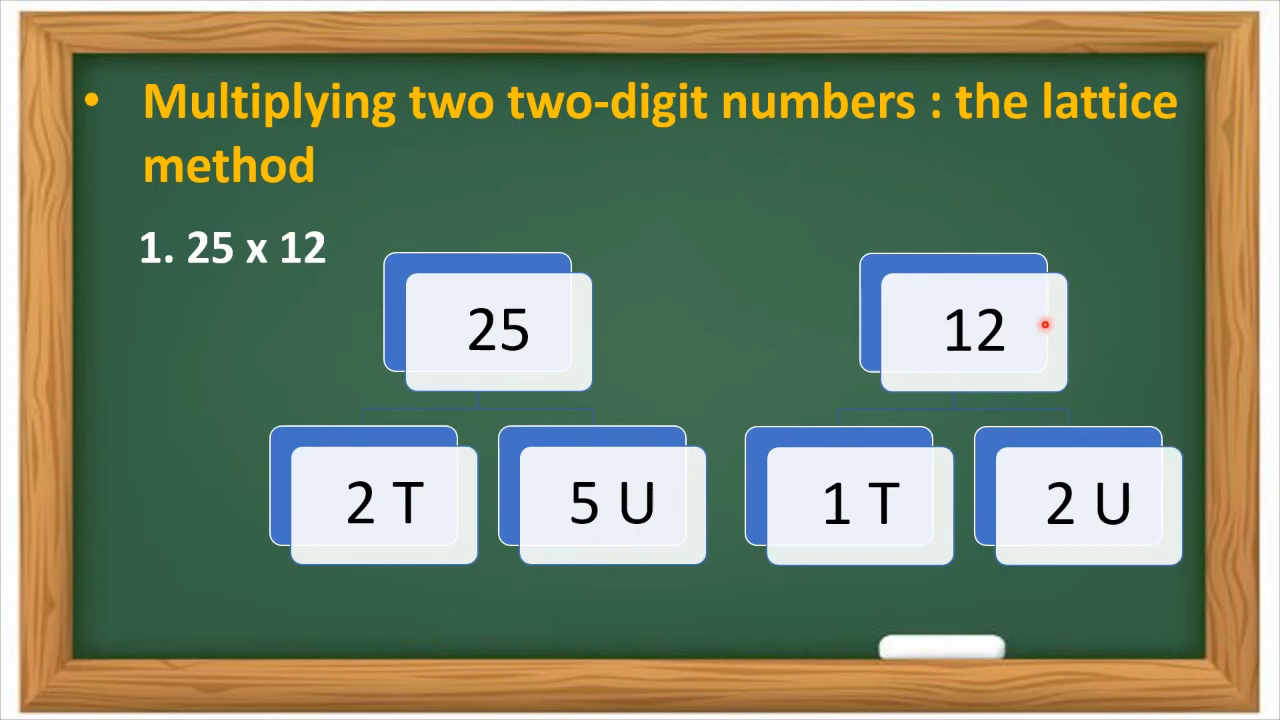 • Multiplying two two-digit numbers : the lattice
method
1. 25 x 12
25
12
2 T
5 U
1 T
2 U